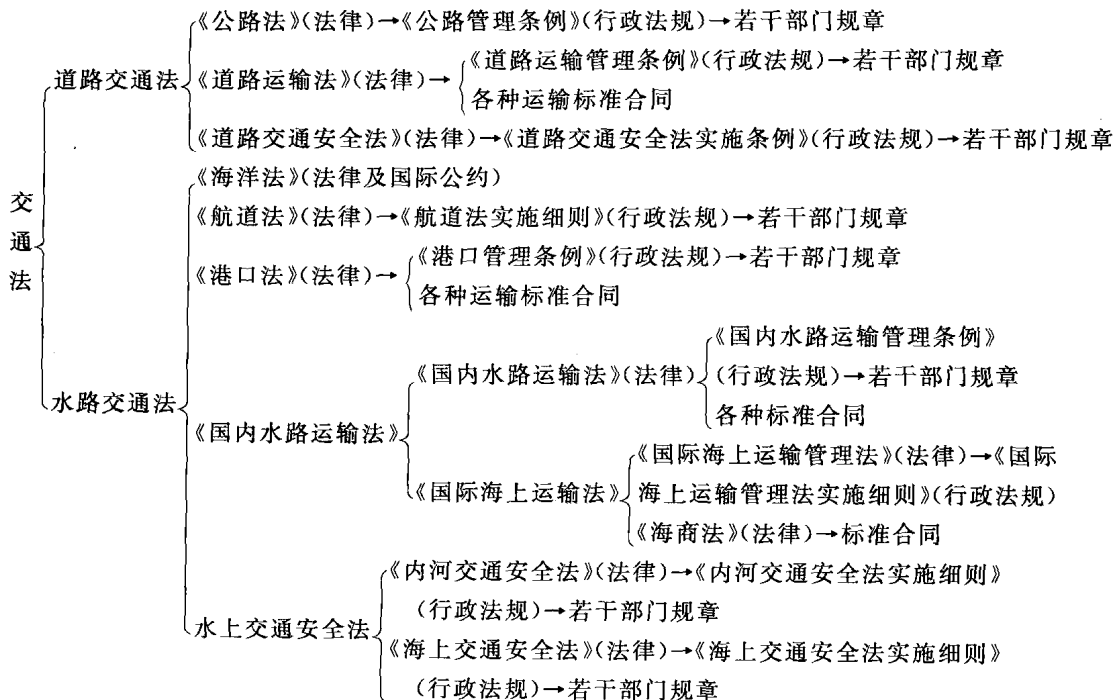 《公路法》(法律)→《公路管理条例》(行政法规)→若干部门规章
道路交通法
《道路运输法》(法律)→
《道路运输管理条例》(行政法规)→若干部门规章
各种运输标准合同
《道路交通安全法》(法律)→《道路交通安全法实施条例》(行政法规)→若干部门规章
交通法
《海洋法》(法律及国际公约)
《航道法》(法律)→《航道法实施细则》(行政法规)→若干部门规章
《港口法》(法律)→
《港口管理条例》(行政法规)→若干部门规章
各种运输标准合同
水路交通法
《国内水路运输法》
《国内水路运输法》(法律)
《国内水路运输管理条例》
(行政法规)→若干部门规章
各种标准合同
《国际海上运输法》
《国际海上运输管理法》(法律)→《国际
海上运输管理法实施细则》(行政法规)
《海商法》(法律)→标准合同
水上交通安全法
《内河交通安全法》(法律)→《内河交通安全法实施细则》
(行政法规)→若干部门规章
《海上交通安全法》(法律)→《海上交通安全法实施细则》
(行政法规)→若干部门规章